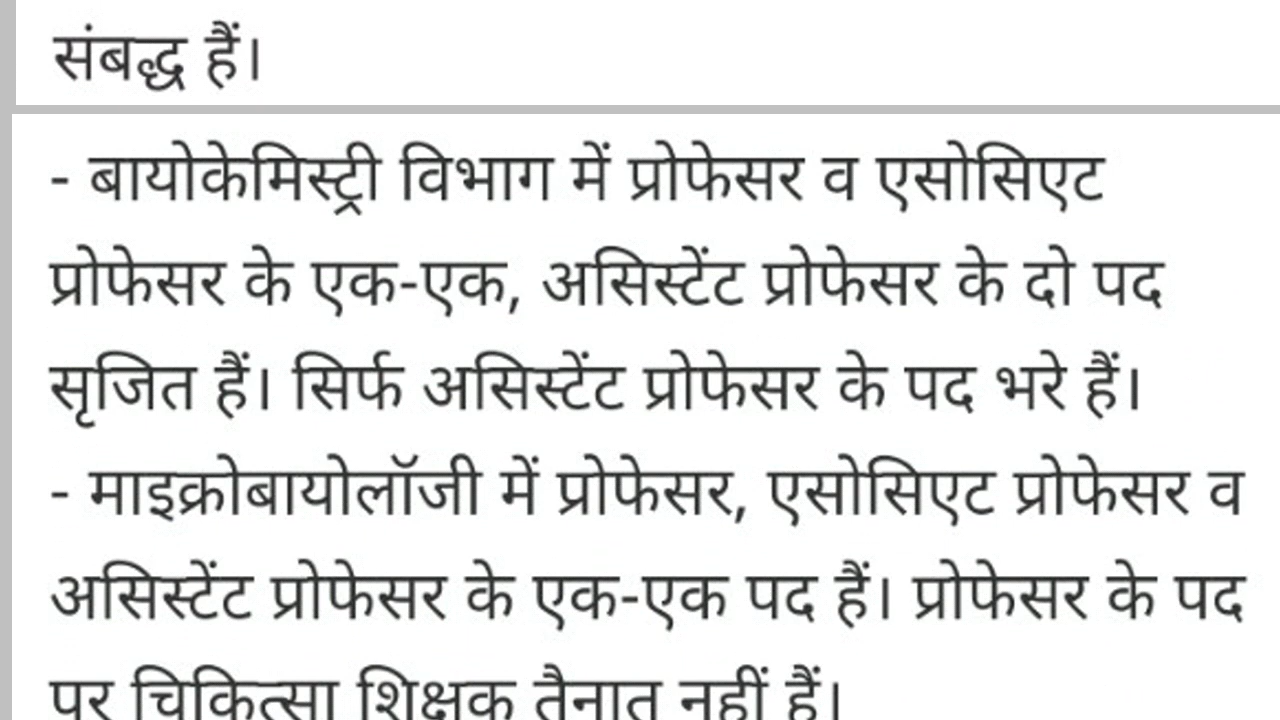 संबद्ध हैं।
- बायोकेमिस्ट्री विभाग में प्रोफेसर व एसोसिएट
प्रोफेसर के एक-एक, असिस्टेंट प्रोफेसर के दो पद
सृजित हैं। सिर्फ असिस्टेंट प्रोफेसर के पद भरे हैं।
- माइक्रोबायोलॉजी में प्रोफेसर, एसोसिएट प्रोफेसर व
असिस्टेंट प्रोफेसर के एक-एक पद हैं। प्रोफेसर के पद
पर चिकित्सा शिक्षक तैनात नहीं हैं।